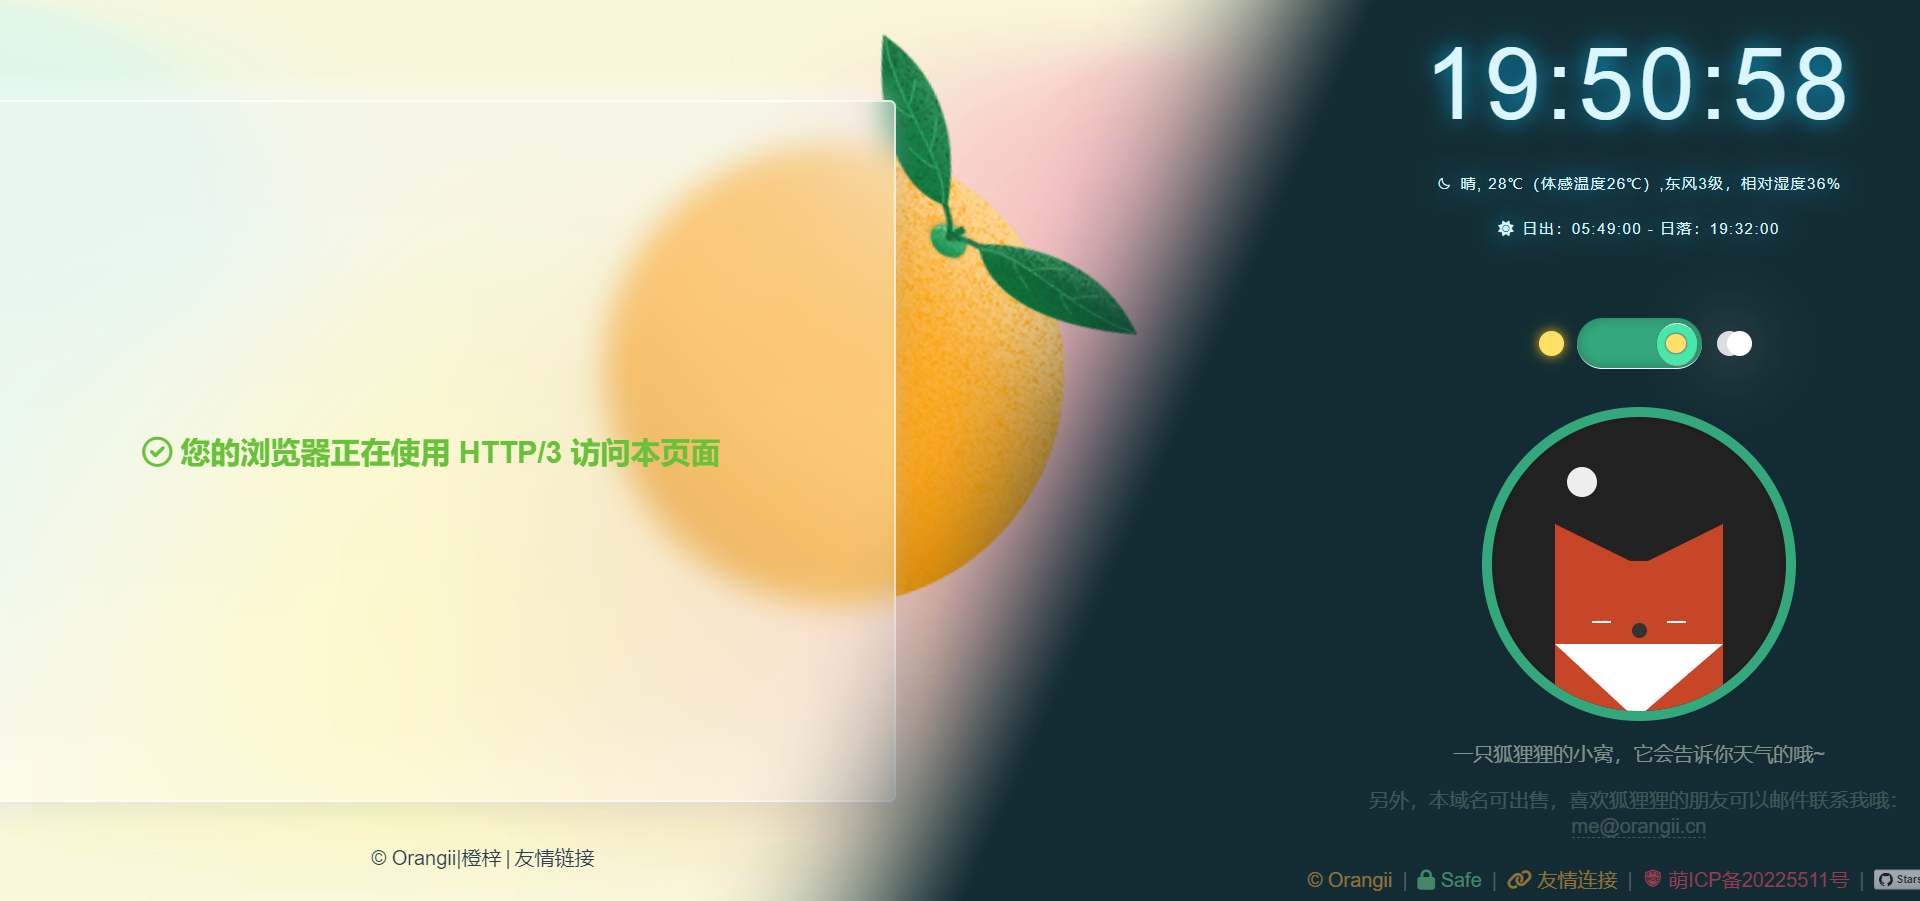 19:50:58
晴, 28℃（体感温度26℃）,东风3级，相对湿度36%
日出：05:49:00 - 日落：19:32:00
您的浏览器正在使用 HTTP/3 访问本页面
一只狐狸狸的小窝，它会告诉你天气的哦~
另外，本域名可出售，喜欢狐狸狸的朋友可以邮件联系我哦：
me@orangii.cn
© Orangii|橙梓 | 友情链接
© Orangii | Safe | 友情连接 | 萌ICP备20225511号 | Stars